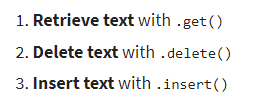 1. Retrieve text with .get()
2. Delete text with .delete()
3. Insert text with .insert()